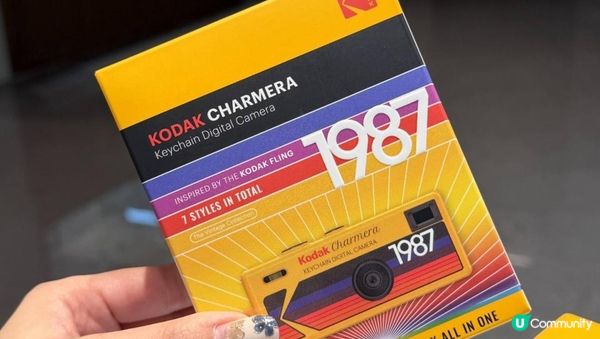 K
KODAK CHARMERA
Keychain Digital Camera
1987
INSPIRED BY THE KODAK FLING
7 STYLES IN TOTAL
The Vintage Collection
Kodak Charmera
KEYCHAIN DIGITAL CAMERA
1987
ALL IN ONE
U Community